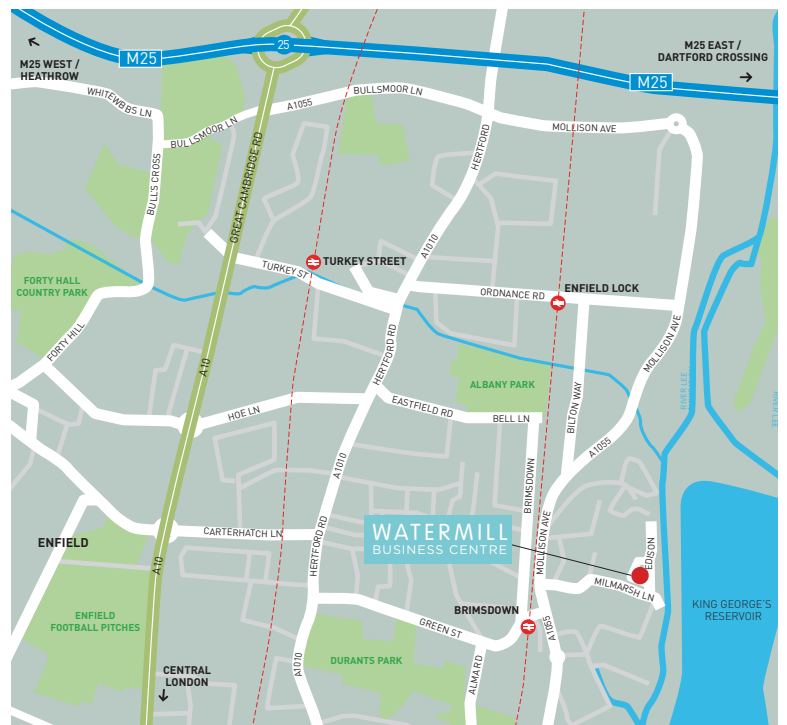 25
M25
M25 EAST /
DARTFORD CROSSING
M25 WEST /
HEATHROW
M25
WHITEWBBS LN
BULLSMOOR LN
A1055
BULLSMOOR LN
MOLLISON AVE
HERTFORD
BULL'S CROSS
GREAT CAMBRIDGE RD
A1010
TURKEY STREET
TURKEY ST
FORTY HALL
COUNTRY PARK
ORDNANCE RD
ENFIELD LOCK
FORTY HILL
A10
HERTFORD RD
MOLLISON AVE
ALBANY PARK
RIVER LEE
RIVER LEE
HOE LN
EASTFIELD RD
BELL LN
BILTON WAY
A1010
A1055
BRIMSDOWN
CARTERHATCH LN
HERTFORD RD
WATERMILL
BUSINESS CENTRE
MOLLISON AVE
EDISON
ENFIELD
A10
MILMARSH LN
KING GEORGE'S
RESERVOIR
BRIMSDOWN
ENFIELD
FOOTBALL PITCHES
GREEN ST
A1055
DURANTS PARK
A1010
ALMA RD
CENTRAL
LONDON